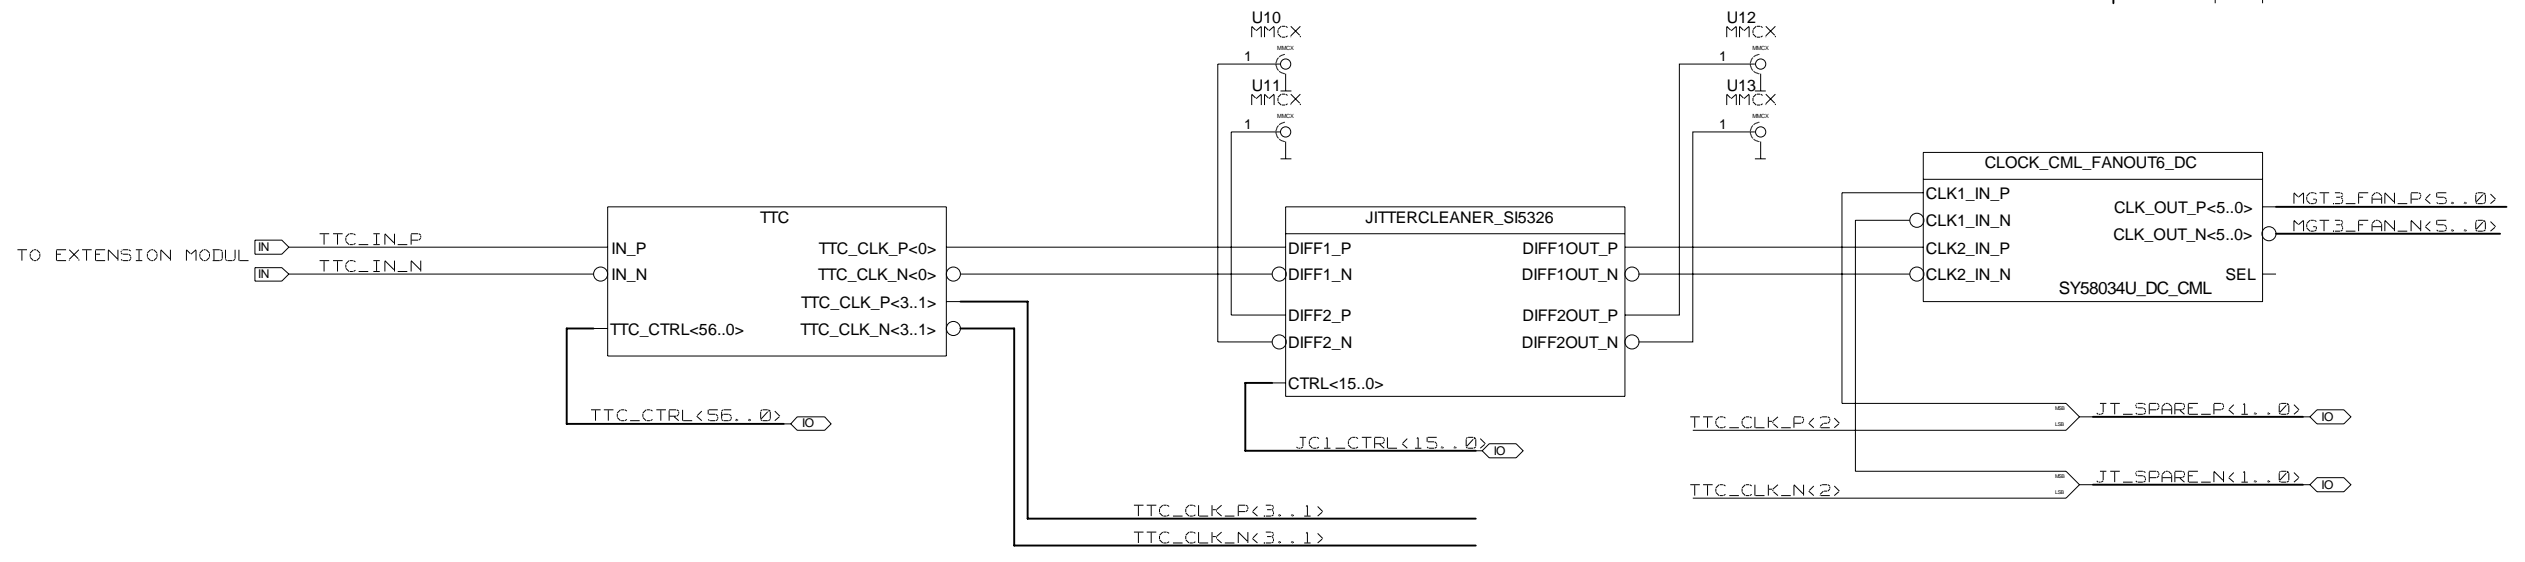 U10
MMCX
MMCX
1
U11
MMCX
MMCX
1
U12
MMCX
MMCX
1
U13
MMCX
MMCX
1
TO EXTENSION MODUL
IN
TTC_IN_P
IN
TTC_IN_N
TTC
IN_P
TTC_CLK_P<0>
IN_N
TTC_CLK_N<0>
TTC_CLK_P<3..1>
TTC_CTRL<56..0>
TTC_CLK_N<3..1>
TTC_CTRL<56..0>
IO
JITTERCLEANER_SI5326
DIFF1_P
DIFF1OUT_P
DIFF1_N
DIFF1OUT_N
DIFF2_P
DIFF2OUT_P
DIFF2_N
DIFF2OUT_N
CTRL<15..0>
JC1_CTRL<15..0>
IO
CLOCK_CML_FANOUT6_DC
CLK1_IN_P
CLK_OUT_P<5..0>
CLK1_IN_N
CLK_OUT_N<5..0>
CLK2_IN_P
CLK2_IN_N
SEL
SY58034U_DC_CML
MGT3_FAN_P<5..0>
MGT3_FAN_N<5..0>
TTC_CLK_P<2>
MSB
LSB
JT_SPARE_P<1..0>
IO
TTC_CLK_N<2>
MSB
LSB
JT_SPARE_N<1..0>
IO
TTC_CLK_P<3..1>
TTC_CLK_N<3..1>